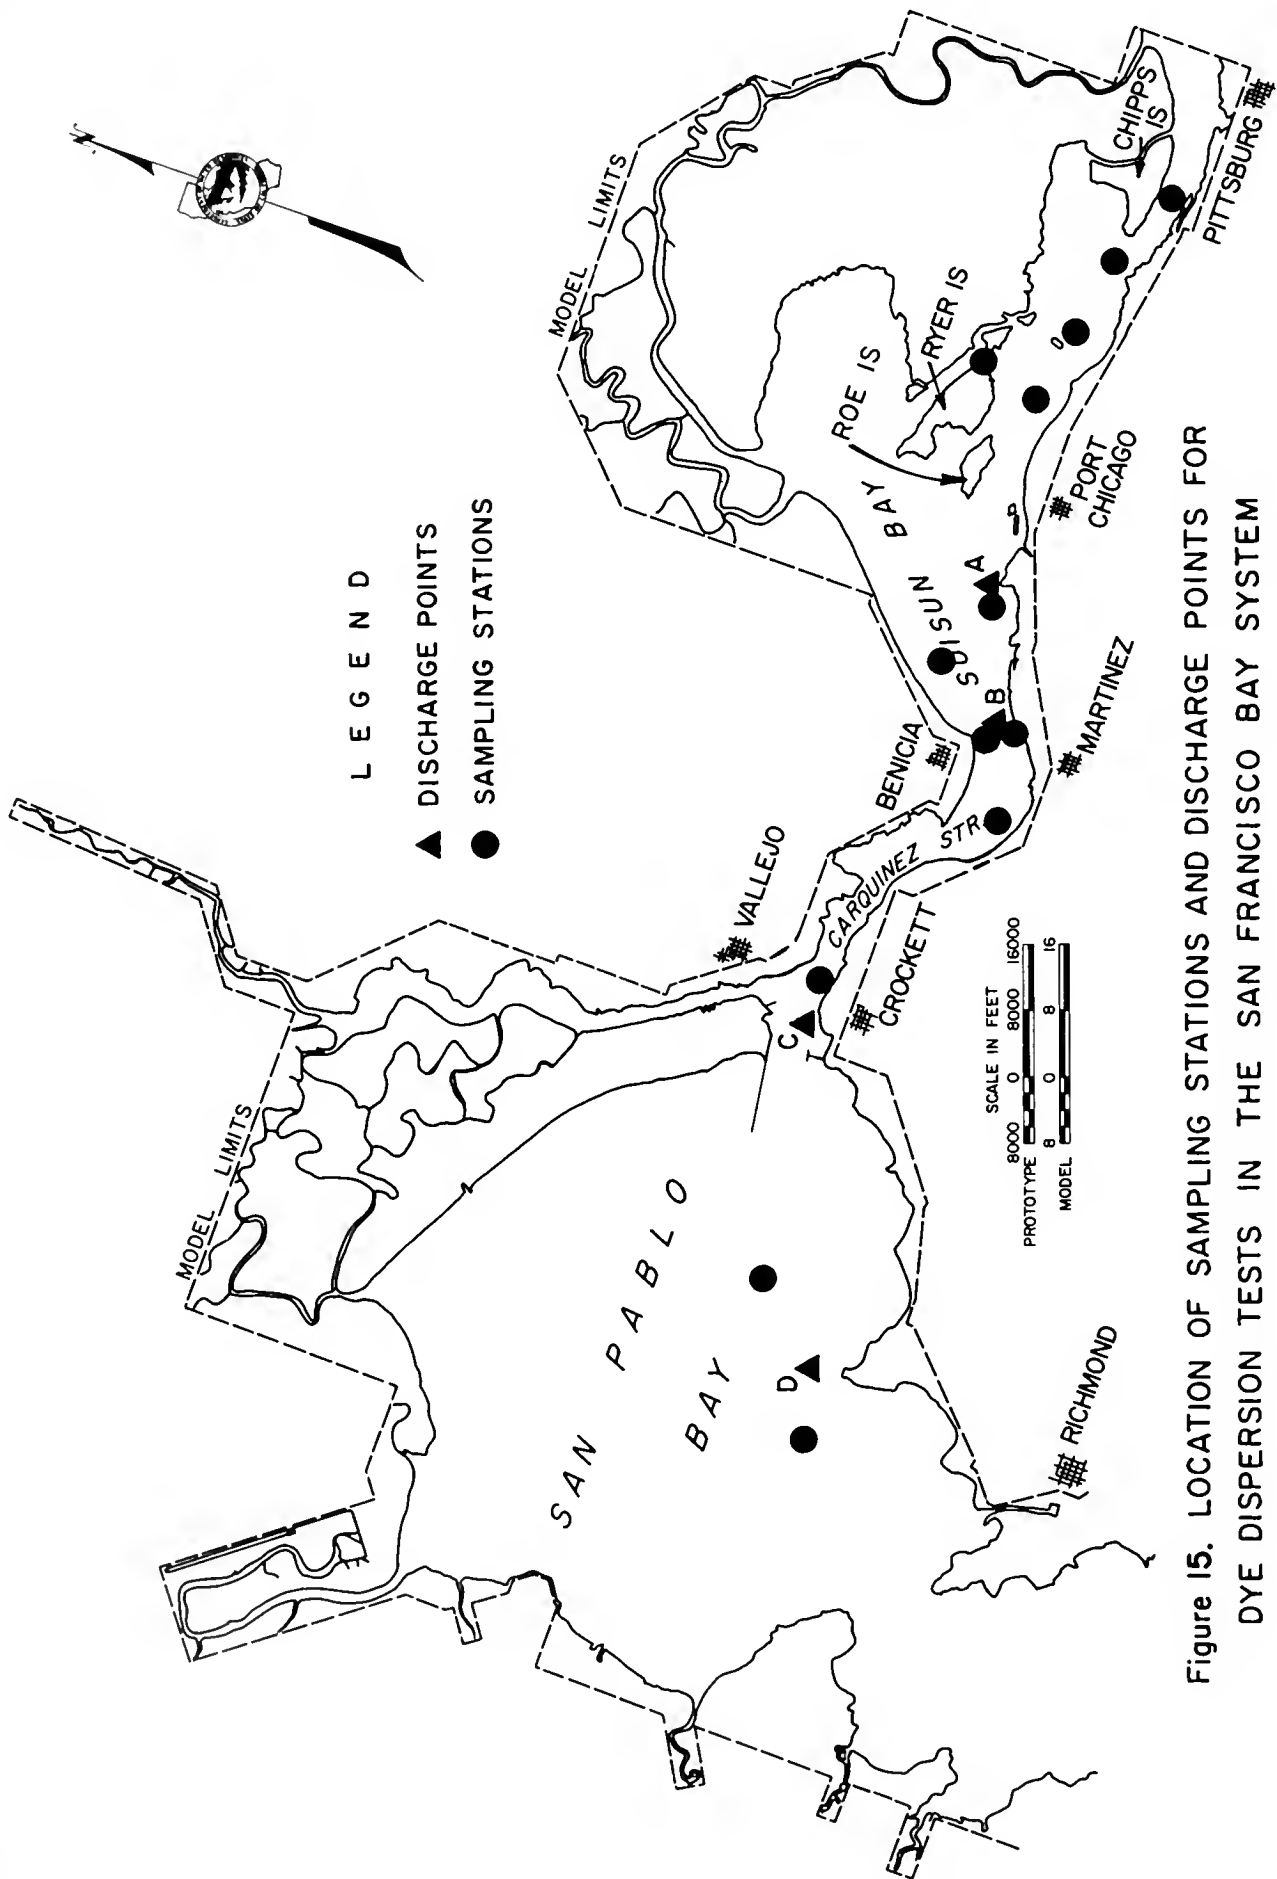 N
LEGEND
DISCHARGE POINTS
SAMPLING STATIONS
MODEL LIMITS
MODEL LIMITS
SAN PABLO
BAY
SUISUN BAY
CARQUINEZ STR
VALLEJO
BENICIA
CROCKETT
MARTINEZ
PORT
CHICAGO
PITTSBURG
RICHMOND
ROE IS
RYER IS
CHIPPS
IS
A
B
C
D
SCALE IN FEET
8000 0 8000 16000
PROTOTYPE
8 0 8 16
MODEL
Figure 15. LOCATION OF SAMPLING STATIONS AND DISCHARGE POINTS FOR
DYE DISPERSION TESTS IN THE SAN FRANCISCO BAY SYSTEM